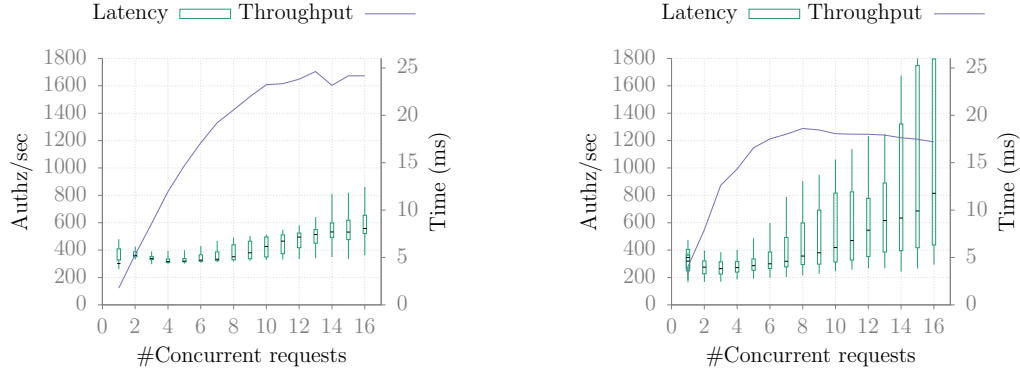 Latency Throughput
1800 25
1600
1400 20
1200
1000 15
800 10
600
400 5
200
0 0
0 2 4 6 8 10 12 14 16
Authz/sec
Time (ms)
#Concurrent requests
Latency Throughput
1800 25
1600
1400 20
1200
1000 15
800 10
600
400 5
200
0 0
0 2 4 6 8 10 12 14 16
Authz/sec
Time (ms)
#Concurrent requests